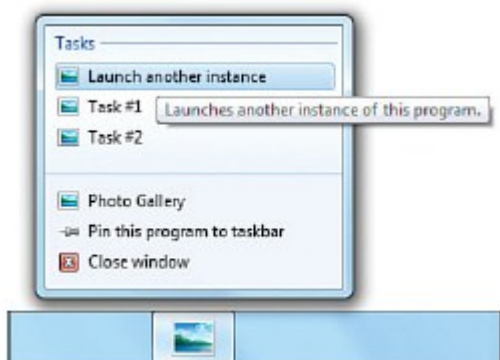 Tasks
Launch another instance
Task #1
Launches another instance of this program.
Task #2
Photo Gallery
Pin this program to taskbar
Close window